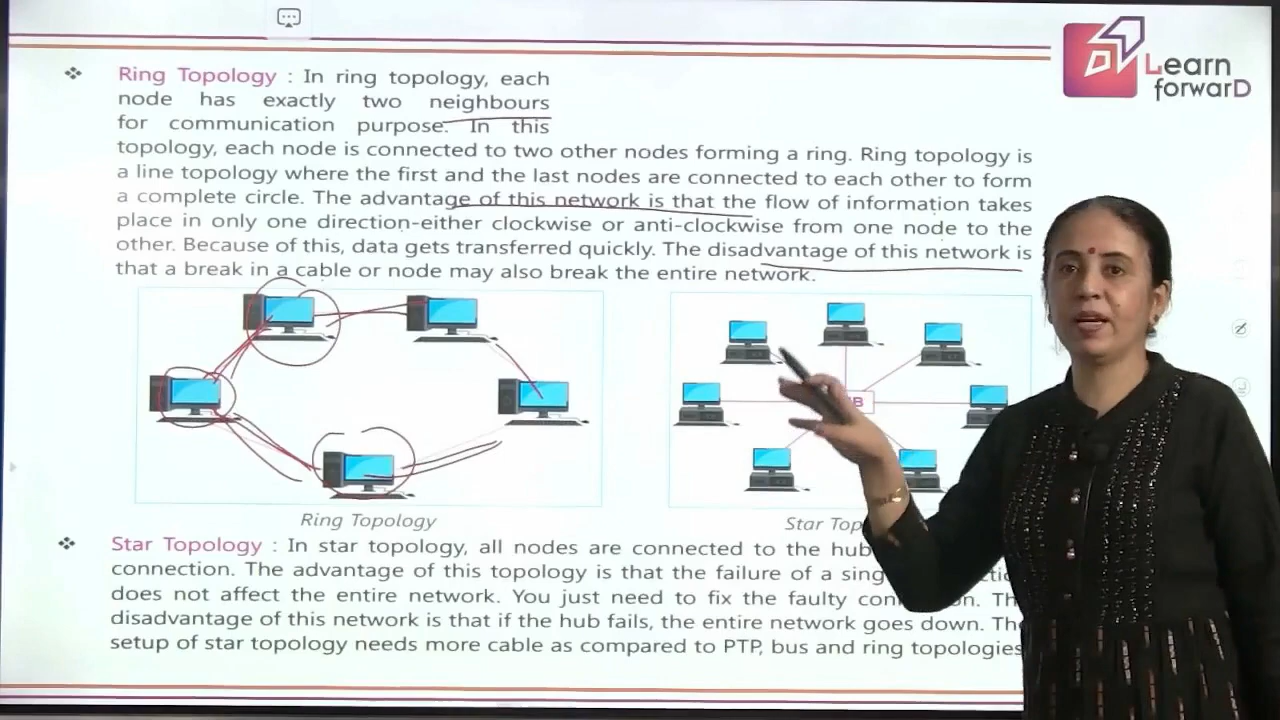 Learn
forwarD
Ring Topology : In ring topology, each
node has exactly two neighbours
for communication purpose. In this
topology, each node is connected to two other nodes forming a ring. Ring topology is
a line topology where the first and the last nodes are connected to each other to form
a complete circle. The advantage of this network is that the flow of information takes
place in only one direction-either clockwise or anti-clockwise from one node to the
other. Because of this, data gets transferred quickly. The disadvantage of this network is
that a break in a cable or node may also break the entire network.
Ring Topology
Star
Star Topology : In star topology, all nodes are connected to the hub
connection. The advantage of this topology is that the failure of a
does not affect the entire network. You just need to fix the faulty
disadvantage of this network is that if the hub fails, the entire network goes down.
setup of star topology needs more cable as compared to PTP, bus and ring topologies